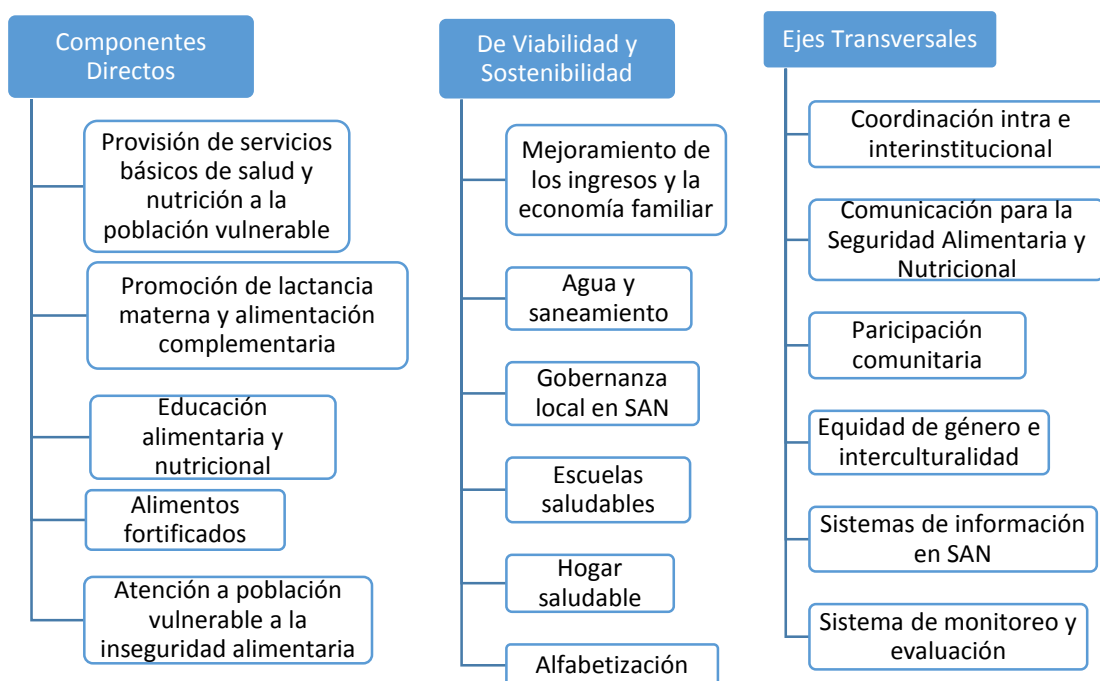 Componentes
Directos
Provisión de servicios
básicos de salud y
nutrición a la
población vulnerable
Promoción de lactancia
materna y alimentación
complementaria
Educación
alimentaria y
nutricional
Alimentos
fortificados
Atención a población
vulnerable a la
inseguridad alimentaria
De Viabilidad y
Sostenibilidad
Mejoramiento de
los ingresos y la
economía familiar
Agua y
saneamiento
Gobernanza
local en SAN
Escuelas
saludables
Hogar
saludable
Alfabetización
Ejes Transversales
Coordinación intra e
interinstitucional
Comunicación para la
Seguridad Alimentaria y
Nutricional
Paricipación
comunitaria
Equidad de género e
interculturalidad
Sistemas de información
en SAN
Sistema de monitoreo y
evaluación